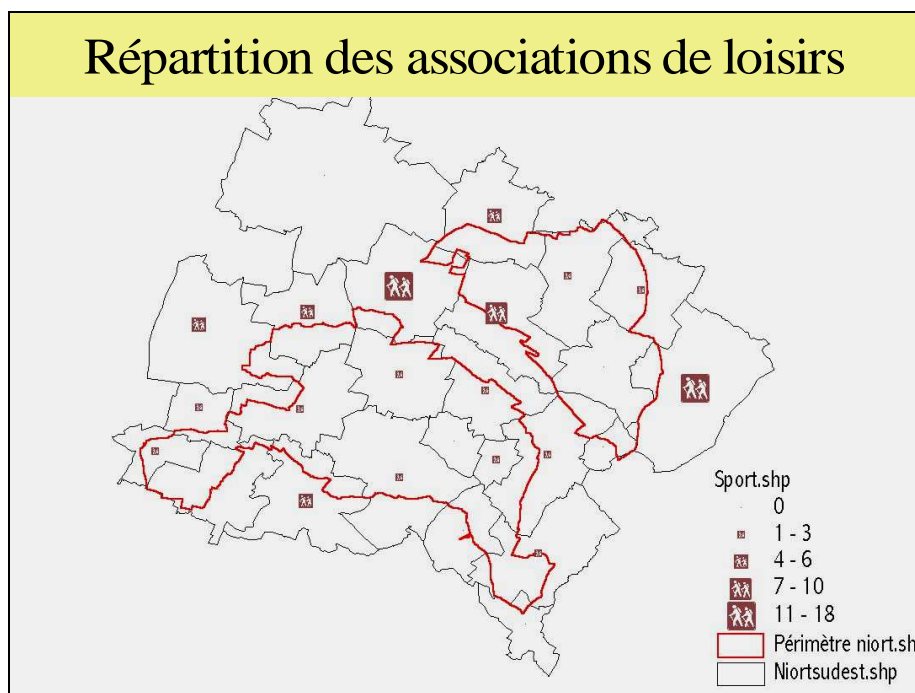 Répartition des associations de loisirs
Sport.shp
0
1 - 3
4 - 6
7 - 10
11 - 18
Périmètre niort.sh
Niortsudest.shp